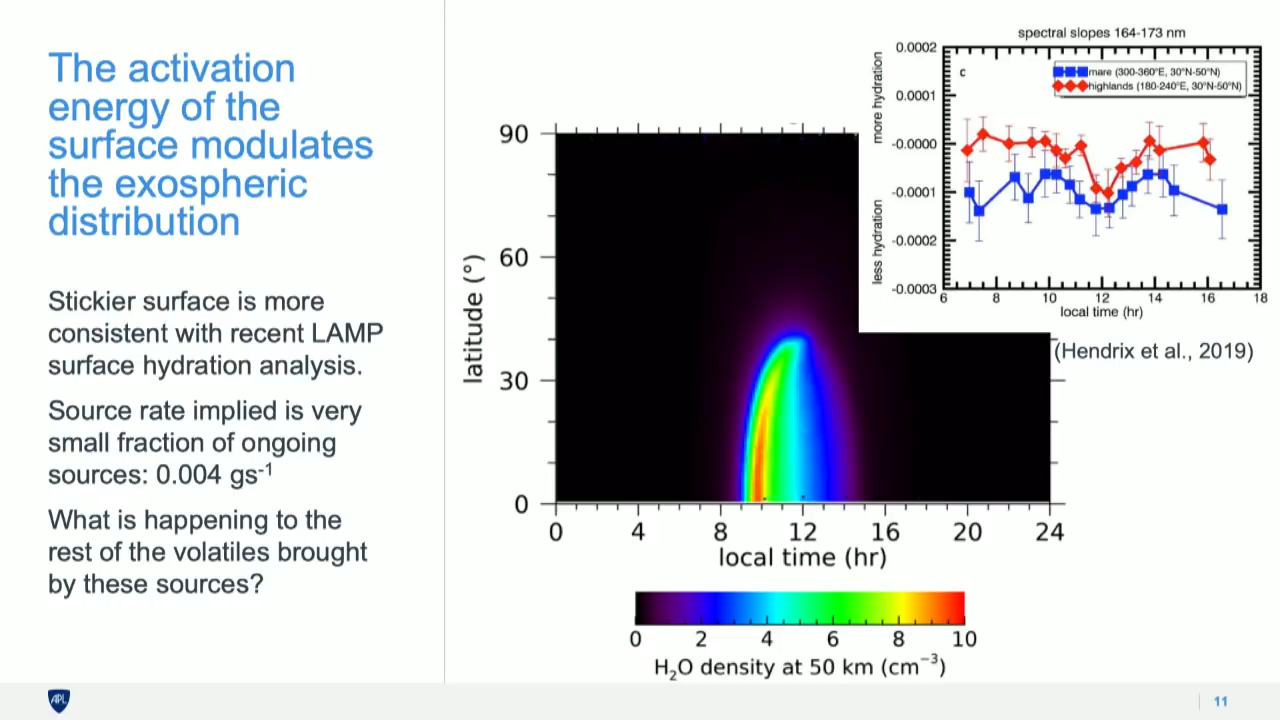 The activation
energy of the
surface modulates
the exospheric
distribution
Stickier surface is more
consistent with recent LAMP
surface hydration analysis.
Source rate implied is very
small fraction of ongoing
sources: 0.004 gs-1
What is happening to the
rest of the volatiles brought
by these sources?
spectral slopes 164-173 nm
c
mare (300-360°E, 30°N-50°N)
highlands (180-240°E, 30°N-50°N)
more hydration
less hydration
0.0002
0.0001
-0.0000
-0.0001
-0.0002
-0.0003
6 8 10 12 14 16 18
local time (hr)
(Hendrix et al., 2019)
latitude (°)
90
60
30
0
0 4 8 12 16 20 24
local time (hr)
0 2 4 6 8 10
H2O density at 50 km (cm−3)
APL
11